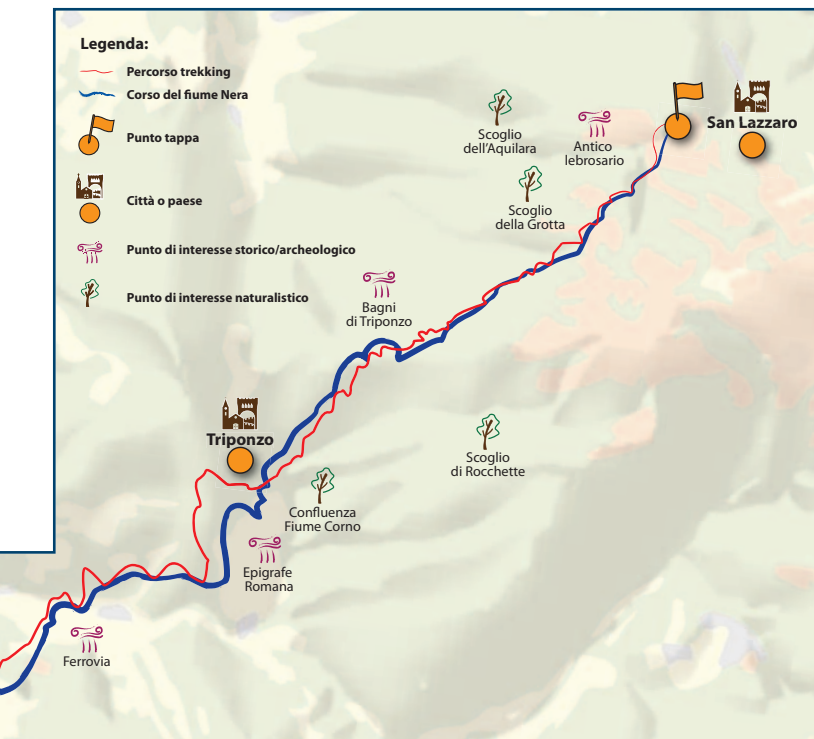 Legenda:
Percorso trekking
Corso del fiume Nera
Punto tappa
Città o paese
Punto di interesse storico/archeologico
Punto di interesse naturalistico
San Lazzaro
Scoglio
dell'Aquilara
Antico
lebrosario
Scoglio
della Grotta
Bagni
di Triponzo
Triponzo
Scoglio
di Rocchette
Confluenza
Fiume Corno
Epigrafe
Romana
Ferrovia